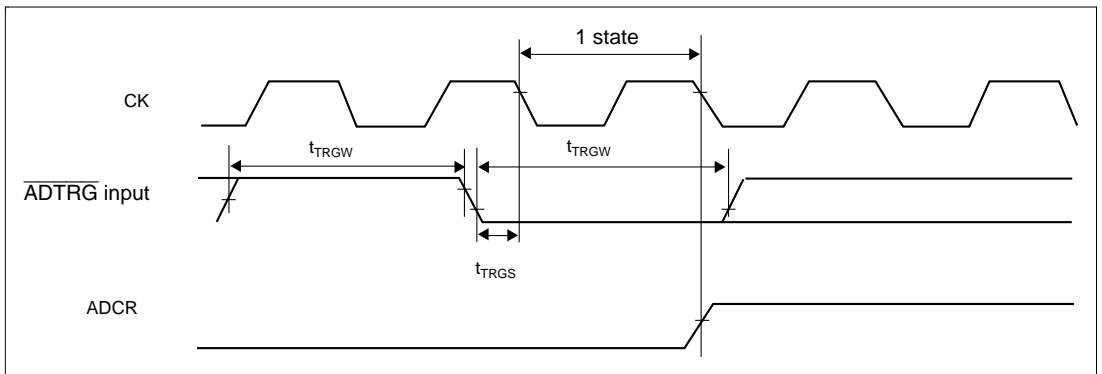 1 state
CK
tTRGW tTRGW
ADTRG input
tTRGS
ADCR